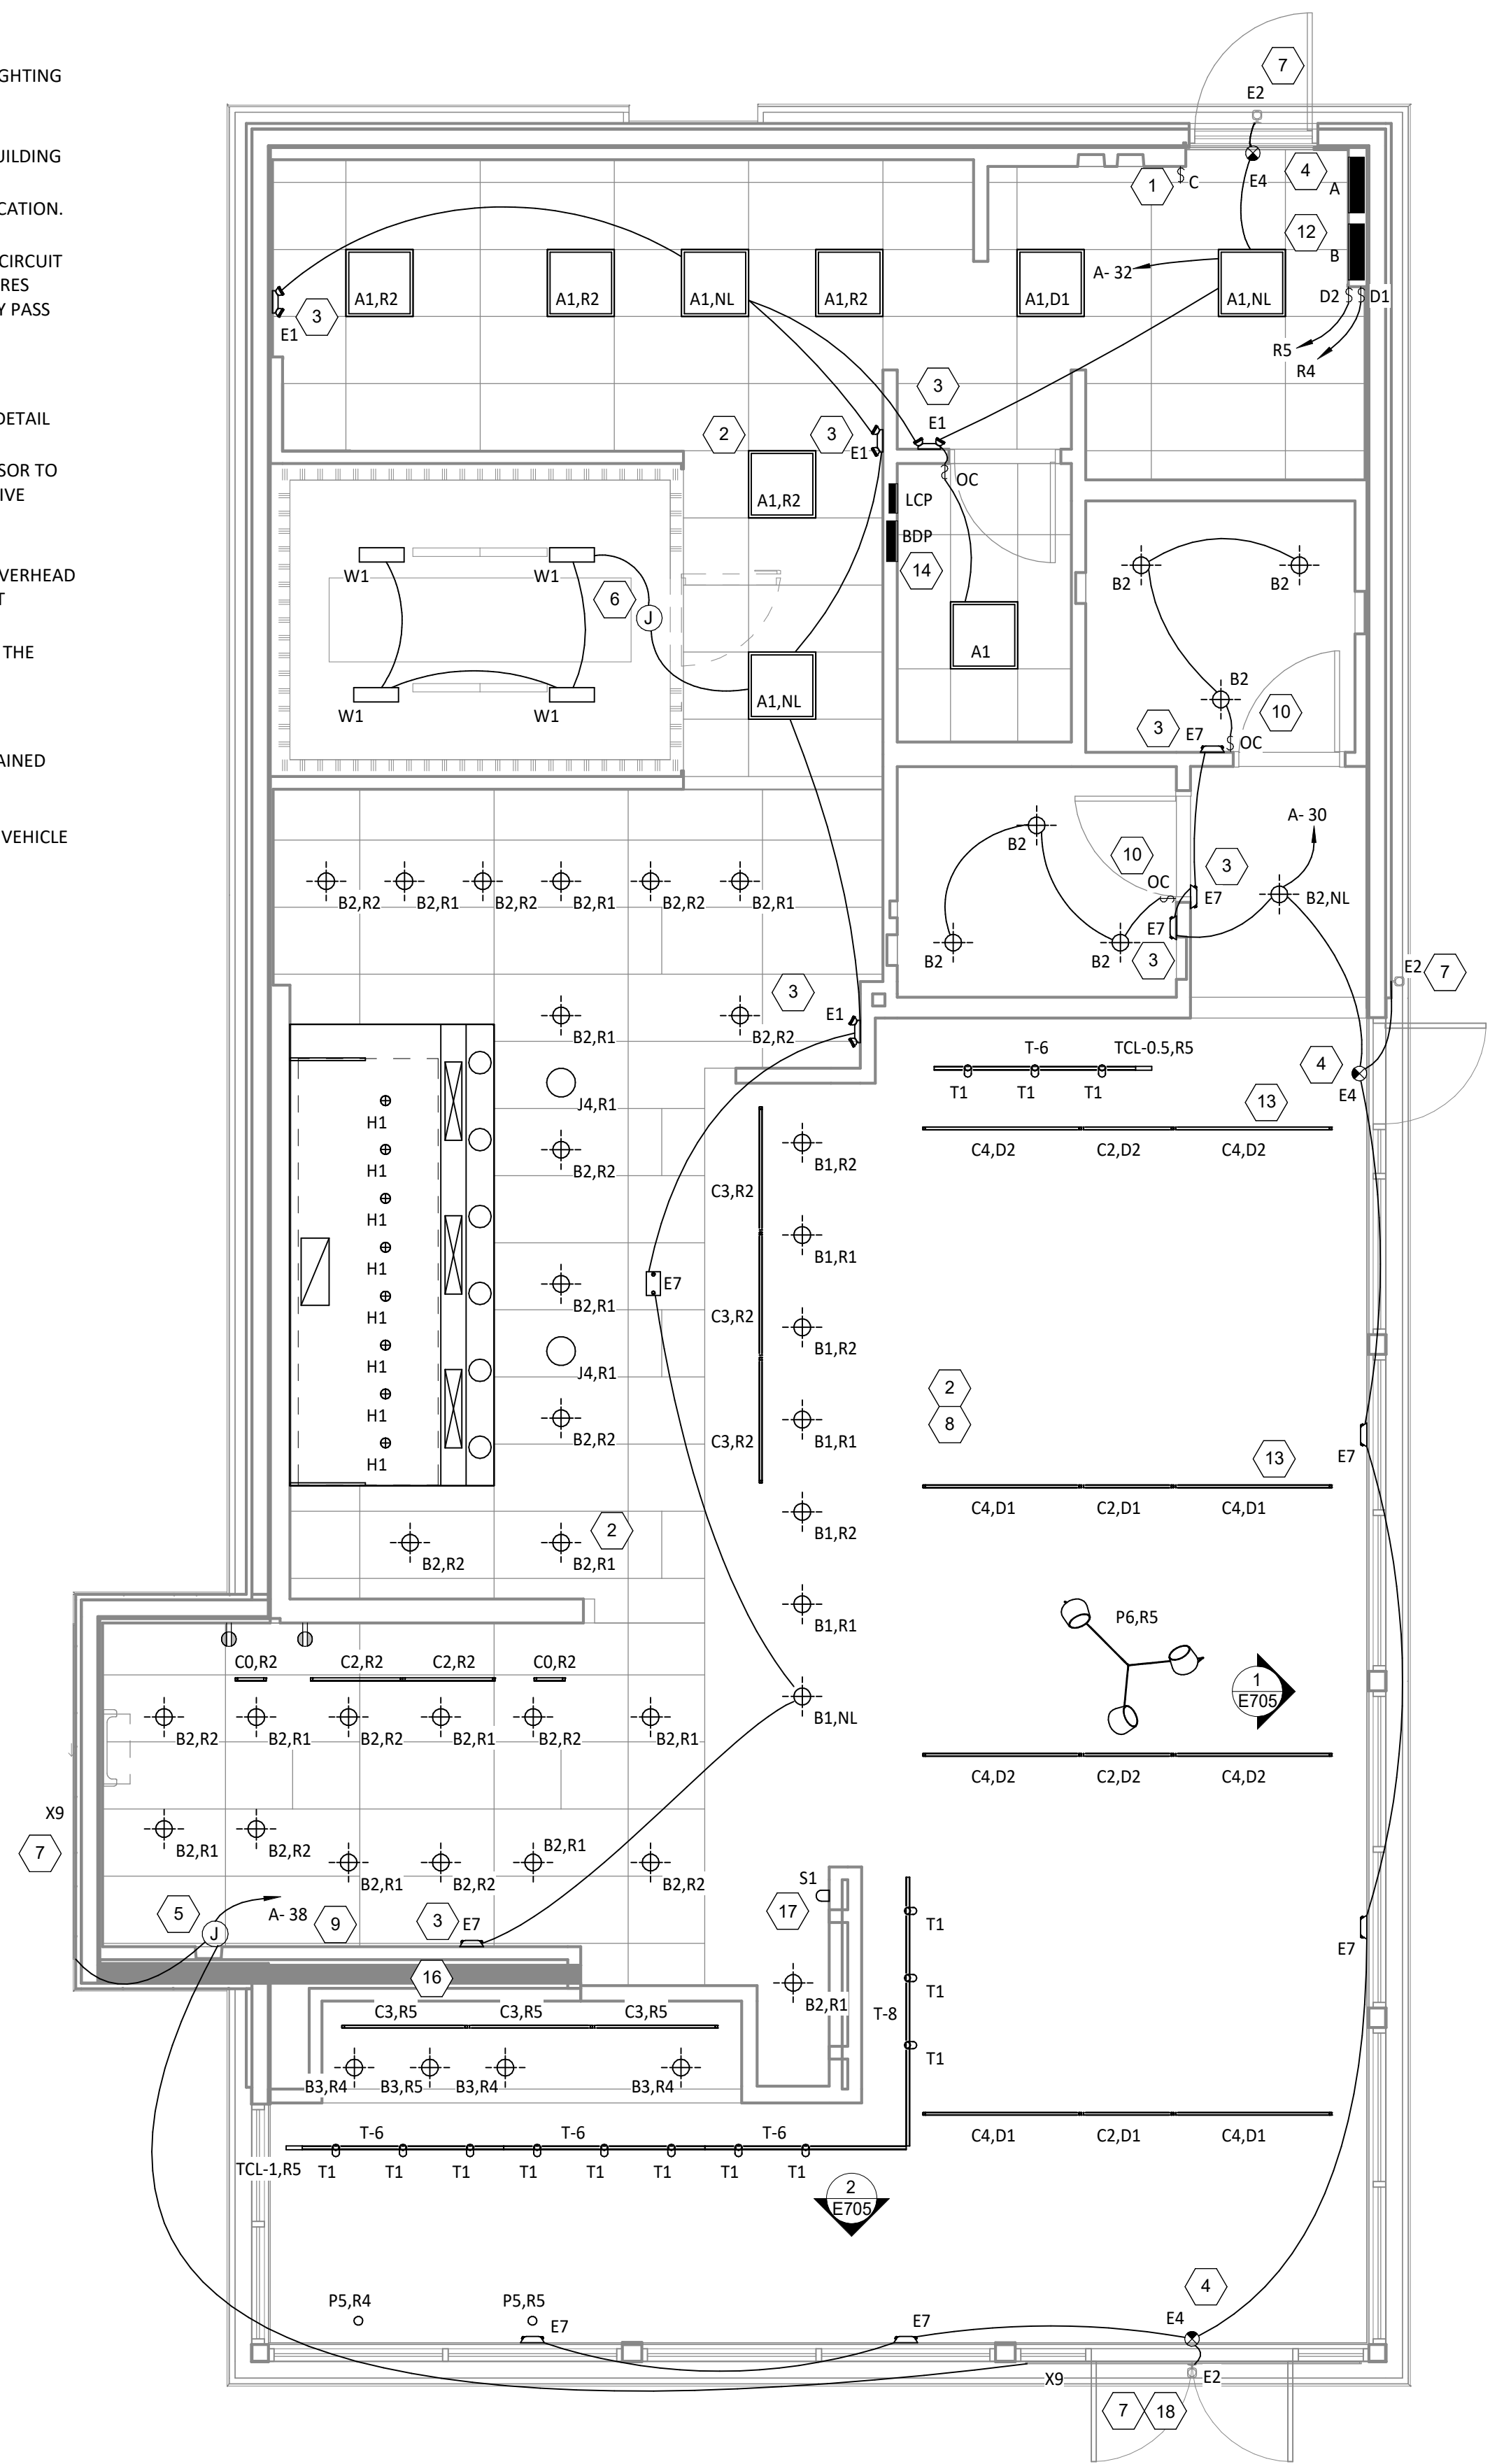 GHTING
UILDING
CATION.
CIRCUIT
RES
Y PASS
DETAIL
SOR TO
IVE
VERHEAD
T
THE
AINED
VEHICLE
7
E2
1
C
E4
4
A
12
B
A- 32
A1,R2
A1,R2
A1,NL
A1,R2
A1,D1
A1,NL
D2
D1
E1
3
R5
R4
3
2
3
E1
E1
OC
A1,R2
LCP
BDP
14
W1
W1
B2
B2
6
J
A1
B2
10
A1,NL
W1
W1
3
E7
OC
A- 30
B2
10
3
OC
B2,R2
B2,R1
B2,R2
B2,R1
B2,R2
B2,R1
E7
B2,NL
E7
B2
B2
3
E2
7
3
E1
B2,R1
B2,R2
T-6
TCL-0.5,R5
4
T1
T1
T1
E4
13
J4,R1
H1
C4,D2
C2,D2
C4,D2
B1,R2
H1
B2,R2
C3,R2
H1
B1,R1
H1
E7
B2,R1
H1
C3,R2
B1,R2
H1
J4,R1
2
8
H1
B2,R2
C3,R2
B1,R1
H1
E7
13
C4,D1
C2,D1
C4,D1
2
B1,R2
B2,R2
B2,R1
P6,R5
B1,R1
C0,R2
C2,R2
C2,R2
C0,R2
1
E705
B1,NL
B2,R2
B2,R1
B2,R2
B2,R1
B2,R2
B2,R1
C4,D2
C2,D2
C4,D2
X9
7
B2,R1
B2,R2
B2,R1
B2,R1
B2,R2
B2,R2
S1
5
J
A- 38
9
3
E7
17
T1
E7
16
T1
B2,R1
C3,R5
C3,R5
C3,R5
T-8
T1
B3,R4
B3,R5
B3,R4
B3,R4
T-6
T-6
T-6
C4,D1
C2,D1
C4,D1
TCL-1,R5
T1
T1
T1
T1
T1
T1
T1
T1
2
E705
4
P5,R4
P5,R5
E7
E7
E4
X9
E2
7
18